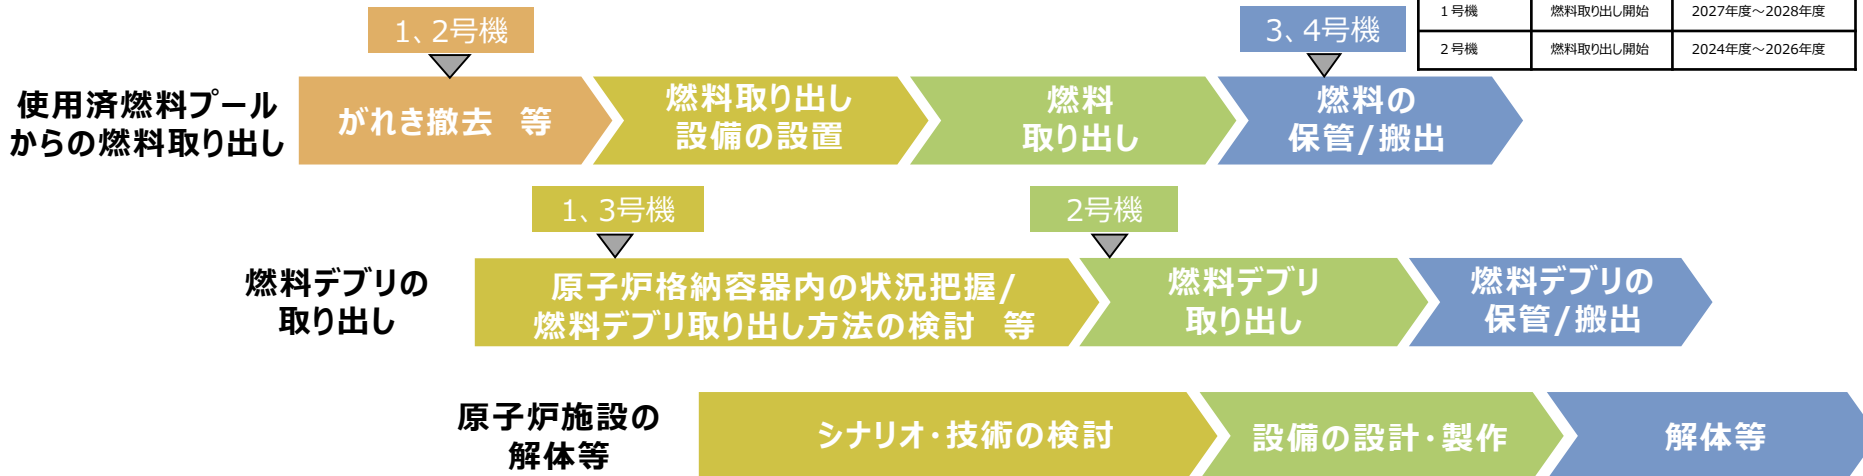 1号機 燃料取り出し開始 2027年度～2028年度
2号機 燃料取り出し開始 2024年度～2026年度
1、2号機
3、4号機
使用済燃料プール
からの燃料取り出し
がれき撤去 等
燃料取り出し
設備の設置
燃料
取り出し
燃料の
保管/搬出
1、3号機
2号機
燃料デブリの
取り出し
原子炉格納容器内の状況把握/
燃料デブリ取り出し方法の検討 等
燃料デブリ
取り出し
燃料デブリの
保管/搬出
原子炉施設の
解体等
シナリオ・技術の検討
設備の設計・製作
解体等